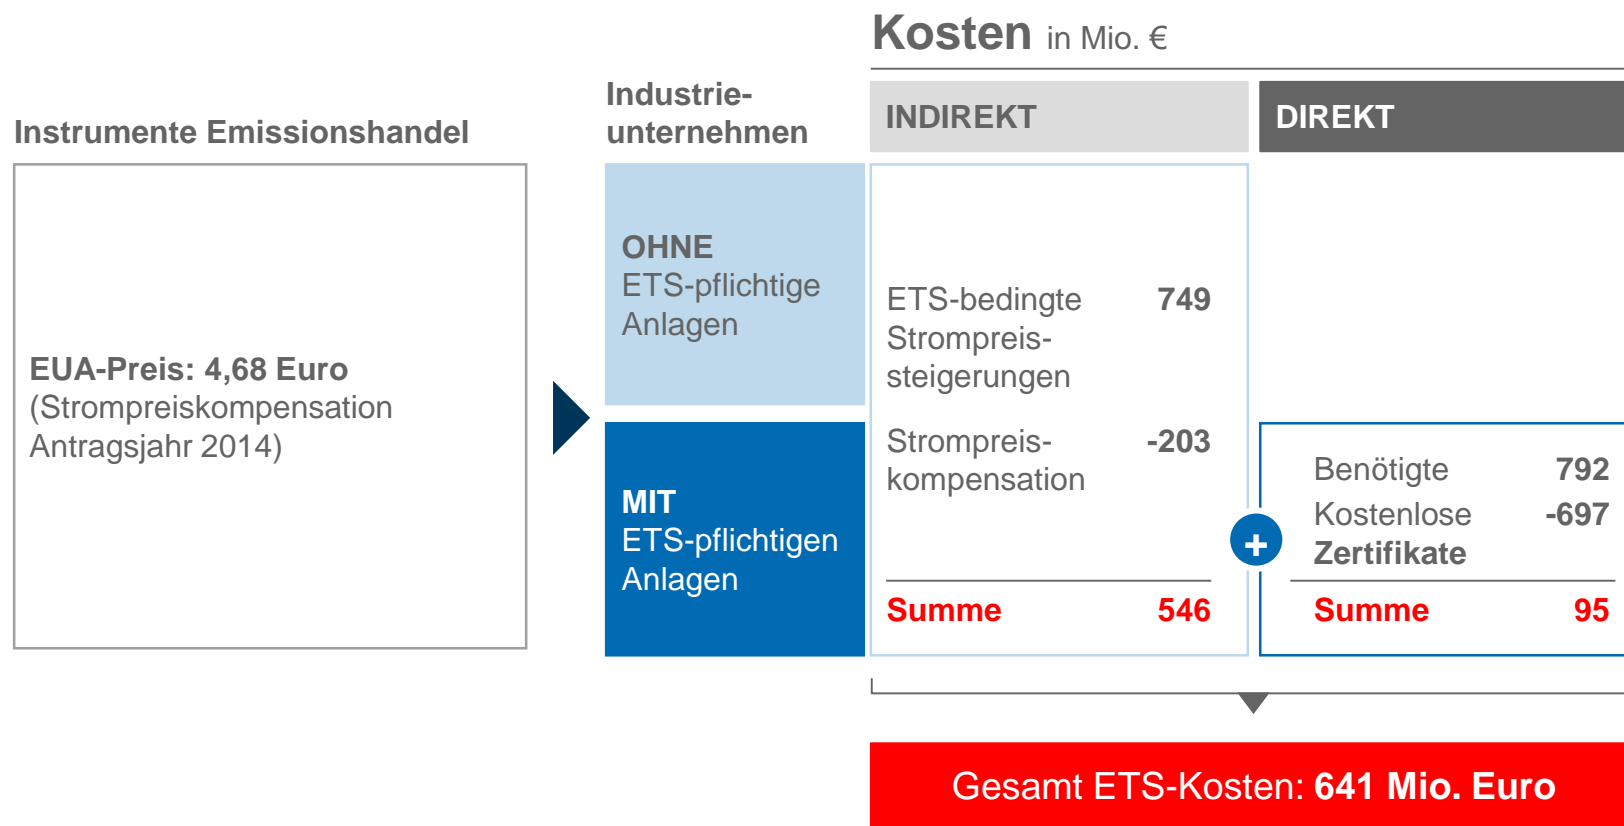 Kosten in Mio. €
Instrumente Emissionshandel
Industrie-
unternehmen
INDIREKT
DIREKT
EUA-Preis: 4,68 Euro
(Strompreiskompensation
Antragsjahr 2014)
OHNE
ETS-pflichtige
Anlagen
MIT
ETS-pflichtigen
Anlagen
ETS-bedingte 749
Strompreis-
steigerungen
Strompreis- -203
kompensation
Summe 546
+
Benötigte 792
Kostenlose -697
Zertifikate
Summe 95
Gesamt ETS-Kosten: 641 Mio. Euro